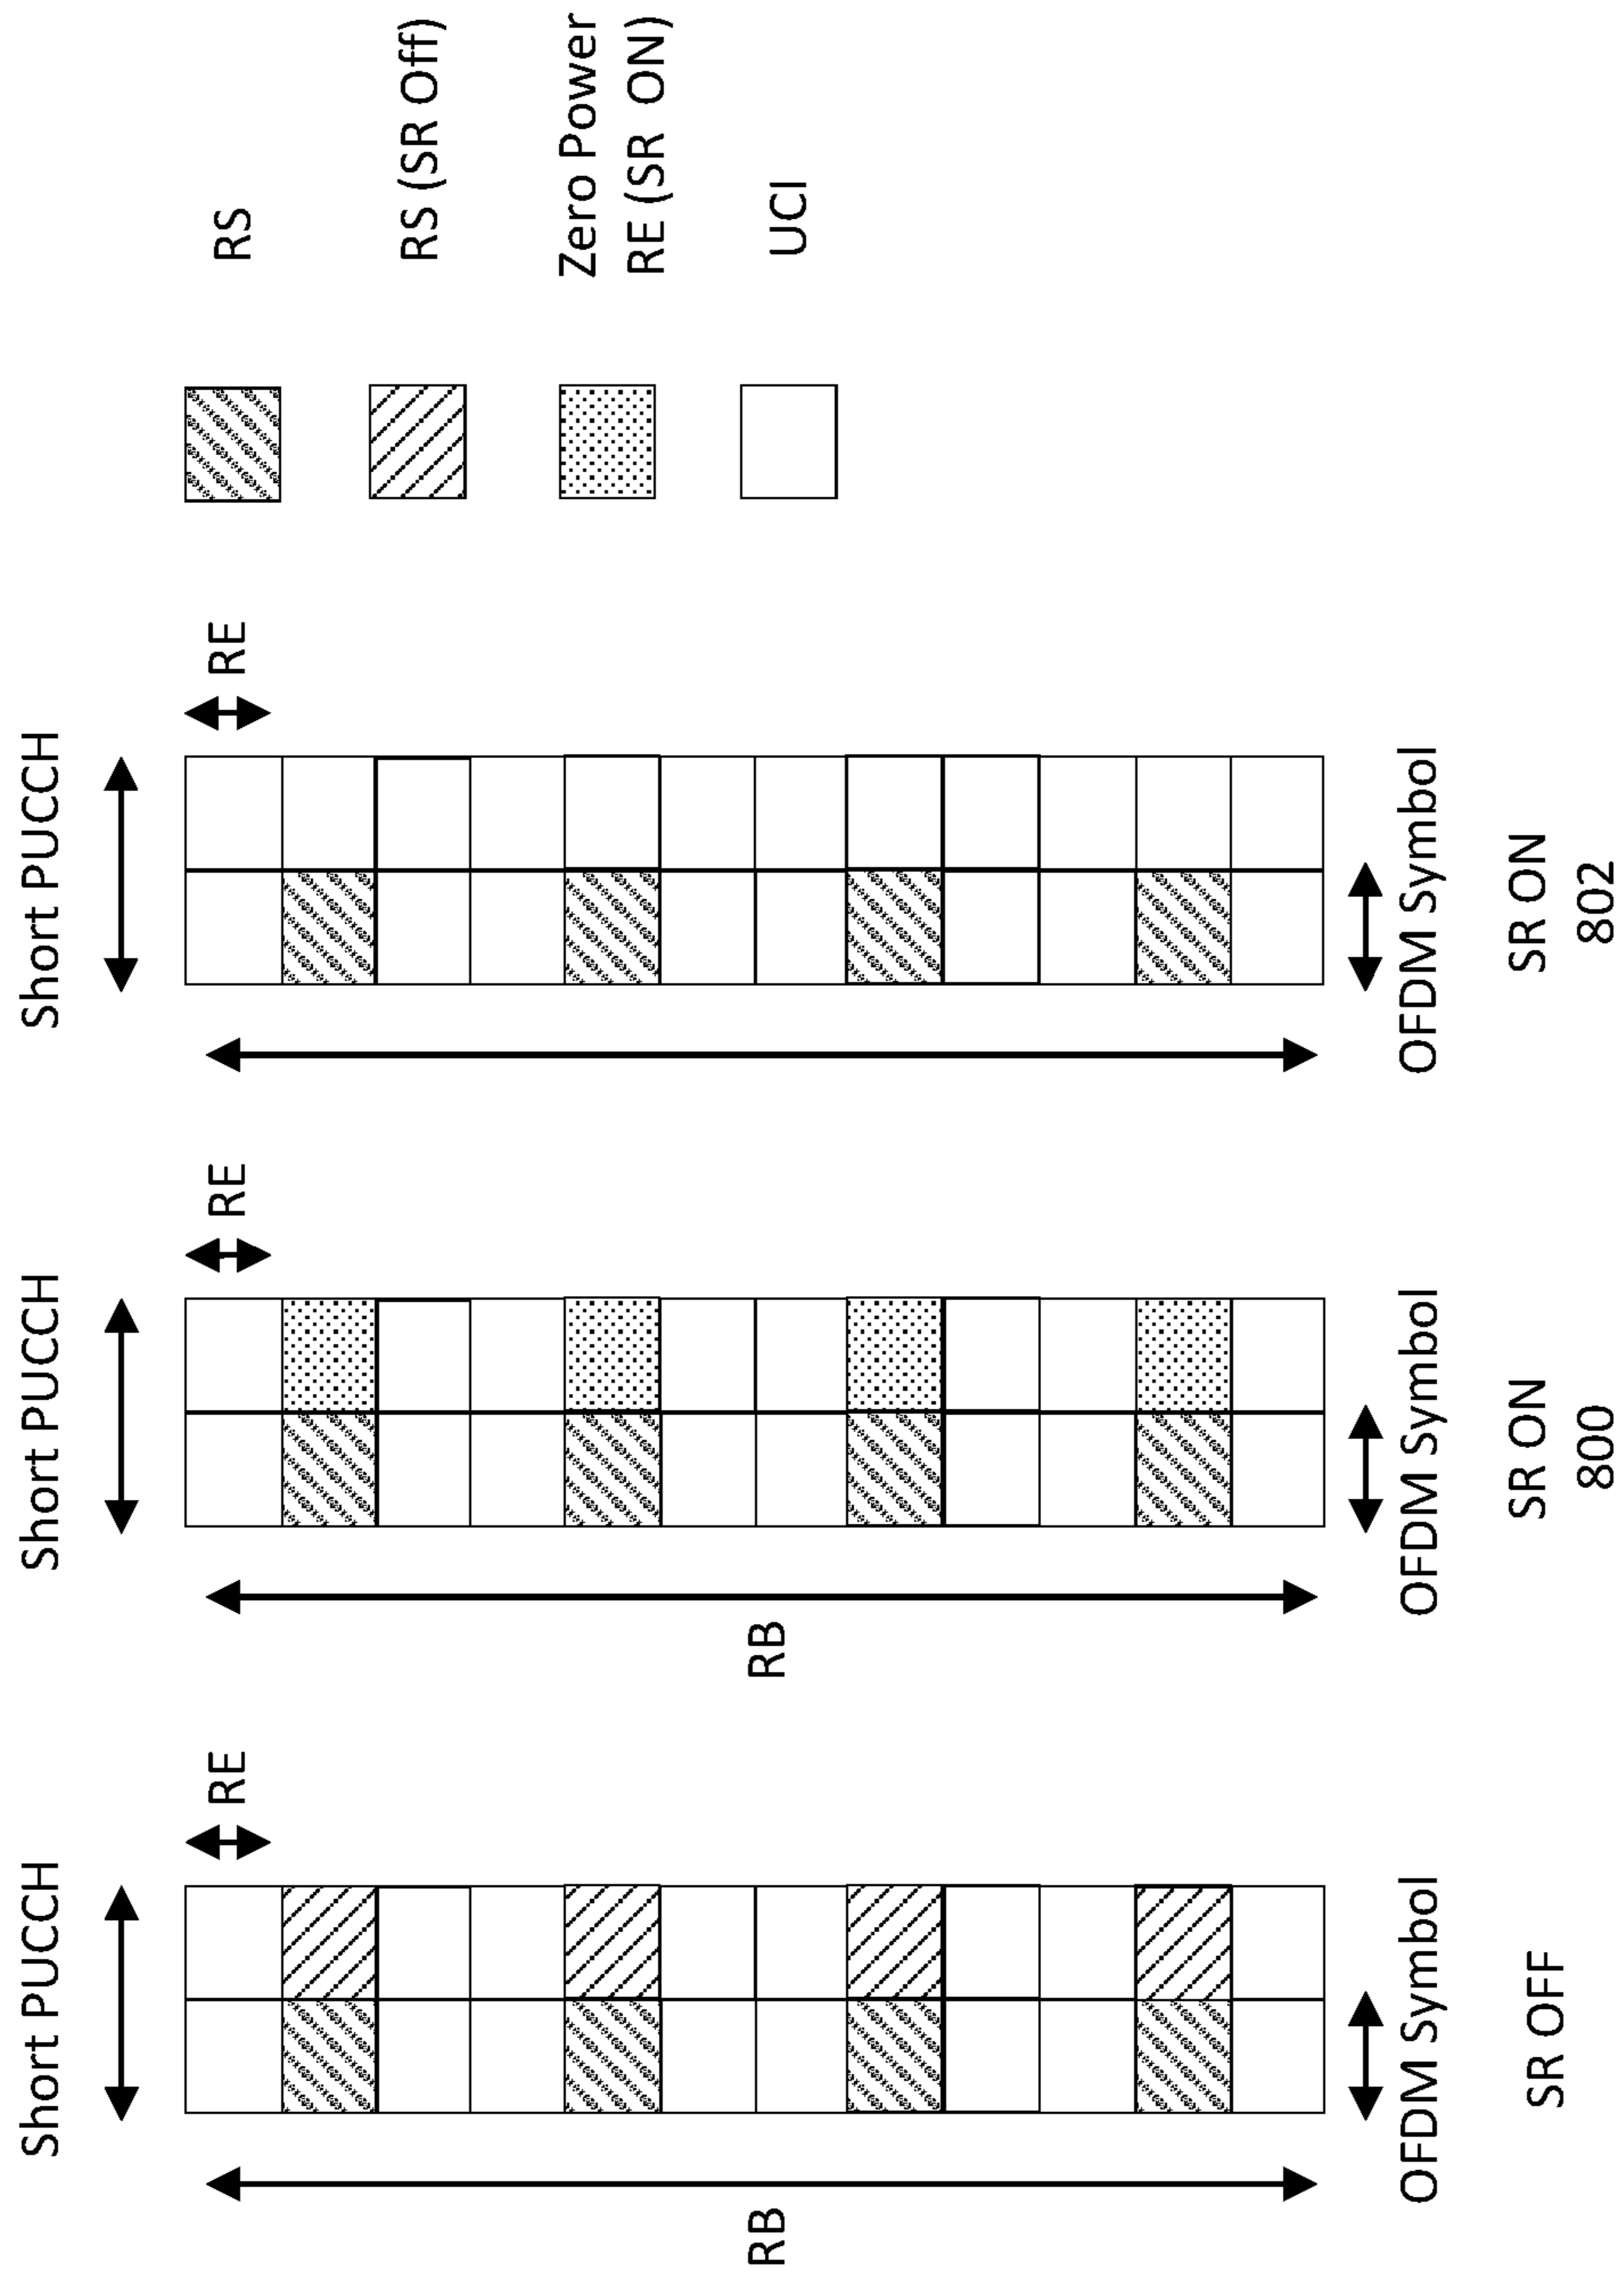 Short PUCCH
Short PUCCH
Short PUCCH
RE
RE
RE
RS
RS (SR Off)
Zero Power
RE (SR ON)
RB
RB
UCI
OFDM Symbol
OFDM Symbol
OFDM Symbol
SR OFF
SR ON
800
SR ON
802